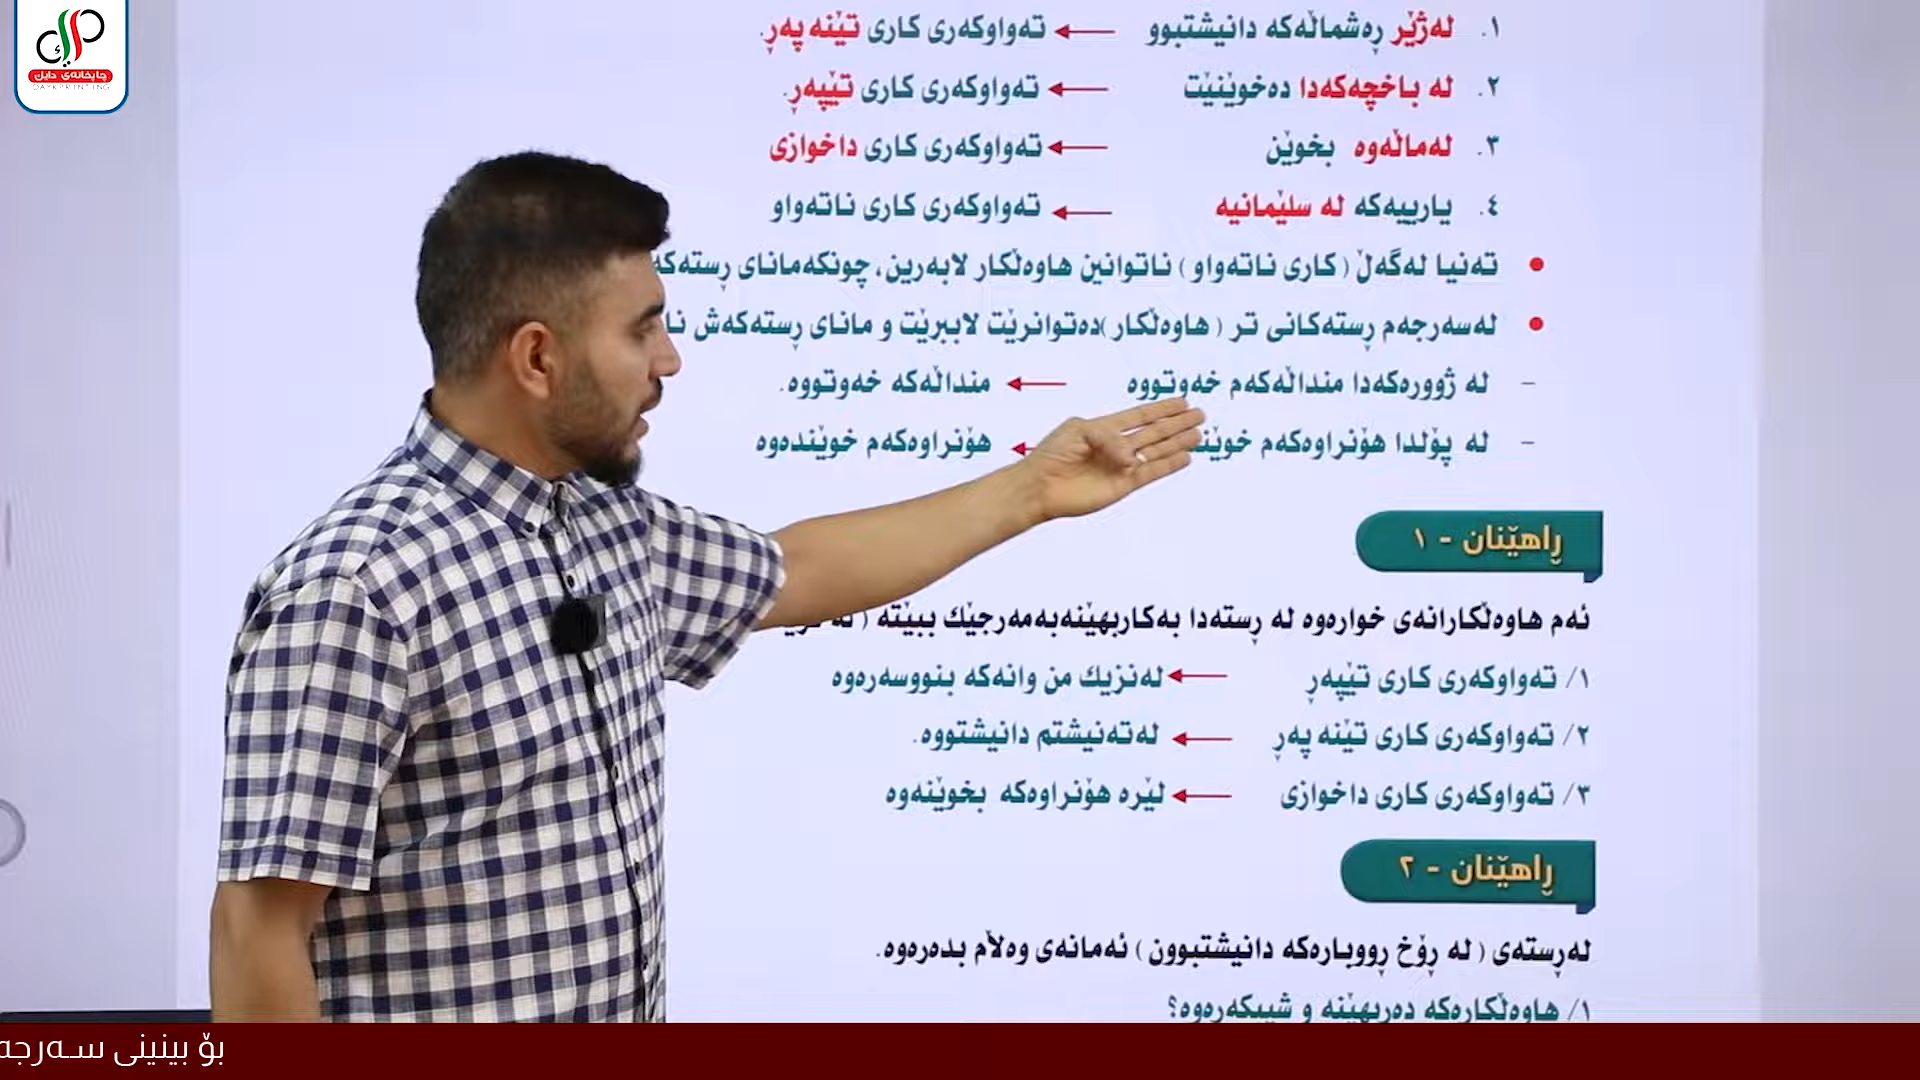 چاپخانەی دایک
DAYK PRINTING
١. لەژێر ڕەشماڵەکە دانیشتبوو ← تەواوکەری کاری تێنە پەڕ.
٢. لە باخچەکەدا دەخوێنێت ← تەواوکەری کاری تێپەڕ.
٣. لەماڵەوە بخوێن ← تەواوکەری کاری داخوازی
٤. یارییەکە لە سلێمانیە ← تەواوکەری کاری ناتەواو
• تەنیا لەگەڵ ( کاری ناتەواو ) ناتوانین هاوەڵکار لابەرین، چونکەمانای ڕستەکە
• لەسەرجەم ڕستەکانی تر ( هاوەڵکار )دەتوانرێت لاببرێت و مانای ڕستەکەش
- لە ژوورەکەدا منداڵەکەم خەوتووە ← منداڵەکە خەوتووە.
- لە پۆلدا هۆنراوەکەم ← هۆنراوەکەم خوێندەوە
ڕاهێنان - ١
ئەم هاوەڵکارانەی خوارەوە لە ڕستەدا بەکاربهێنەبەمەرجێك ببێتە (
١/ تەواوکەری کاری تێپەڕ ← لەنزیك من وانەکە بنووسەرەوە
٢/ تەواوکەری کاری تێنە پەڕ ← لەتەنیشتم دانیشتووە.
٣/ تەواوکەری کاری داخوازی ← لێرە هۆنراوەکە بخوێنەوە
ڕاهێنان - ٢
لەڕستەی ( لە ڕۆخ ڕووبارەکە دانیشتبوون ) ئەمانەی وەڵام بدەرەوە.
١/ هاوەڵکارەکە دەربهێنە و شیبکەرەوە؟
بۆ بینینی سەرجە